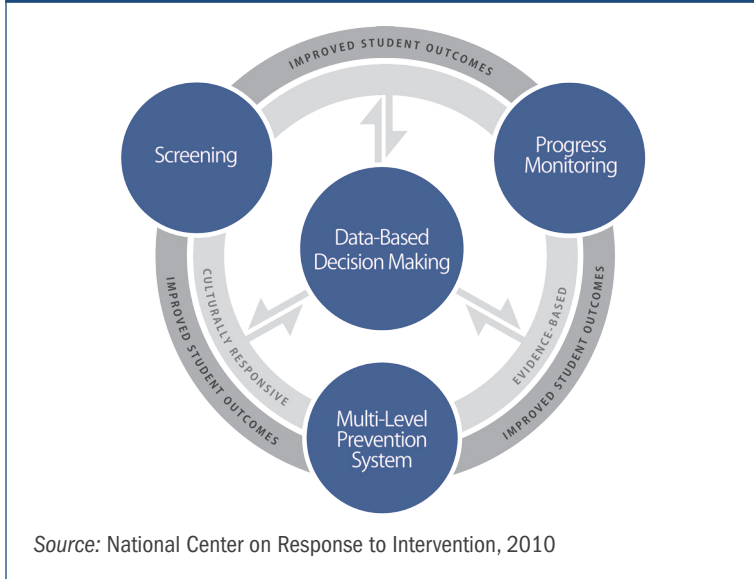 IMPROVED STUDENT OUTCOMES
Screening
Progress
Monitoring
Data-Based
Decision Making
IMPROVED STUDENT OUTCOMES
CULTURALLY RESPONSIVE
EVIDENCE-BASED
IMPROVED STUDENT OUTCOMES
Multi-Level
Prevention
System
Source: National Center on Response to Intervention, 2010